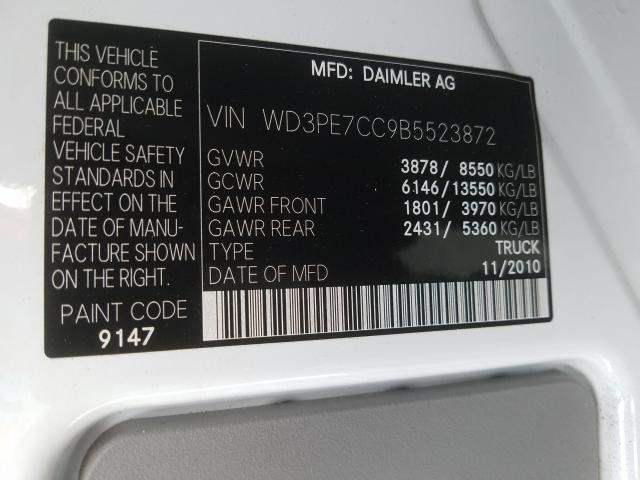 THIS VEHICLE
CONFORMS TO
ALL APPLICABLE
FEDERAL
VEHICLE SAFETY
STANDARDS IN
EFFECT ON THE
DATE OF MANU-
FACTURE SHOWN
ON THE RIGHT.
PAINT CODE
9147
MFD: DAIMLER AG
VIN WD3PE7CC9B5523872
GVWR 3878/ 8550 KG/LB
GCWR 6146/13550 KG/LB
GAWR FRONT 1801/ 3970 KG/LB
GAWR REAR 2431/ 5360 KG/LB
TYPE TRUCK
DATE OF MFD 11/2010